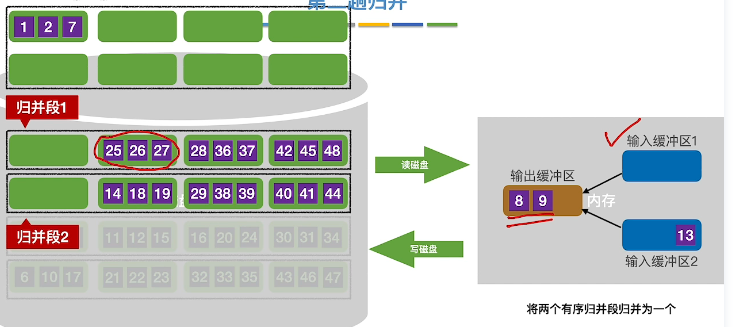 第二趟归并
1 2 7
归并段1
25 26 27 28 36 37 42 45 48
14 18 19 29 38 39 40 41 44
归并段2
11 12 15 16 20 24 30 31 34
6 10 17 21 22 23 32 33 35 43 46 47
读磁盘
写磁盘
输入缓冲区1
输出缓冲区
8 9
内存
13
输入缓冲区2
将两个有序归并段归并为一个